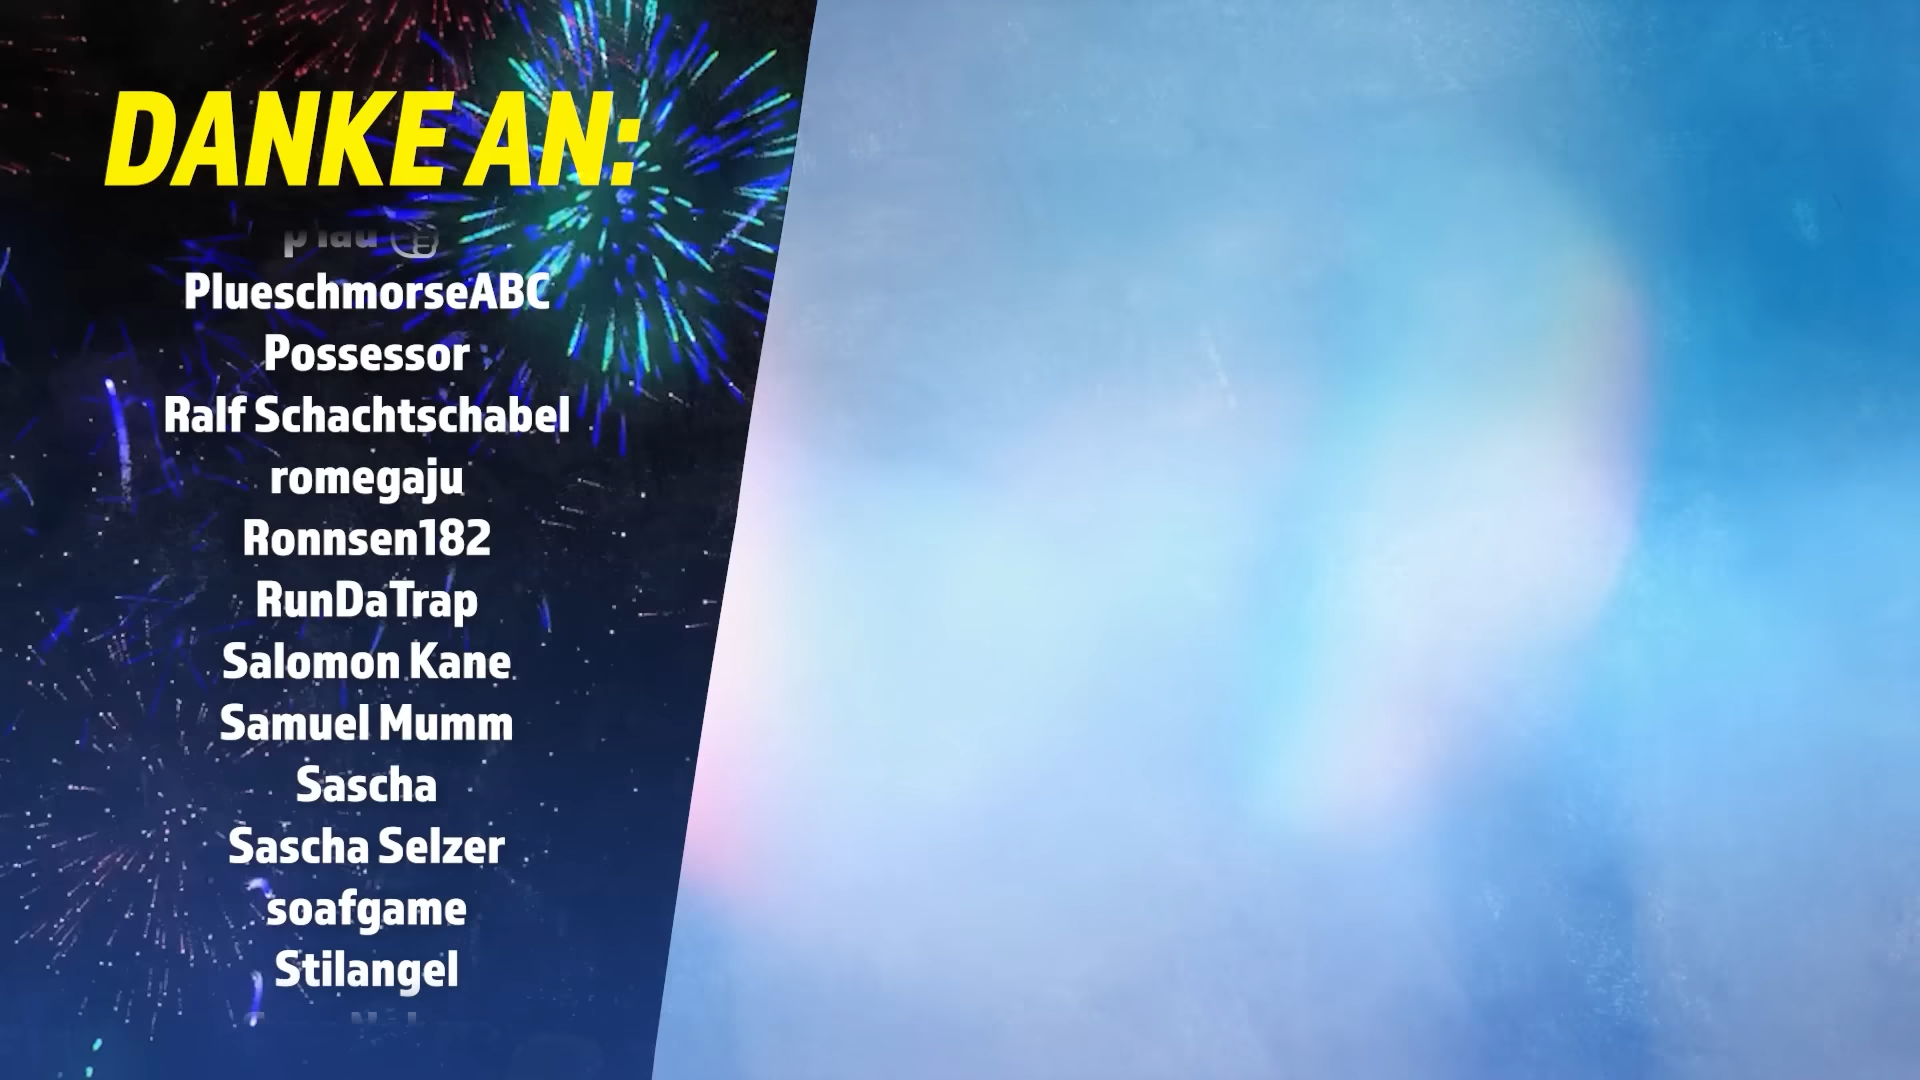 DANKE AN:
PlueschmorseABC
Possessor
Ralf Schachtschabel
romegaju
Ronnsen182
RunDaTrap
Salomon Kane
Samuel Mumm
Sascha
Sascha Selzer
soafgame
Stilangel